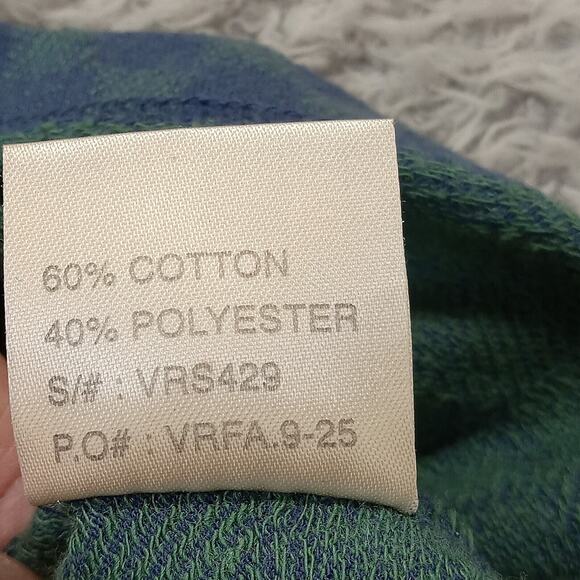 60% COTTON
40% POLYESTER
S/# : VRS429
P.O# : VRFA.9-25